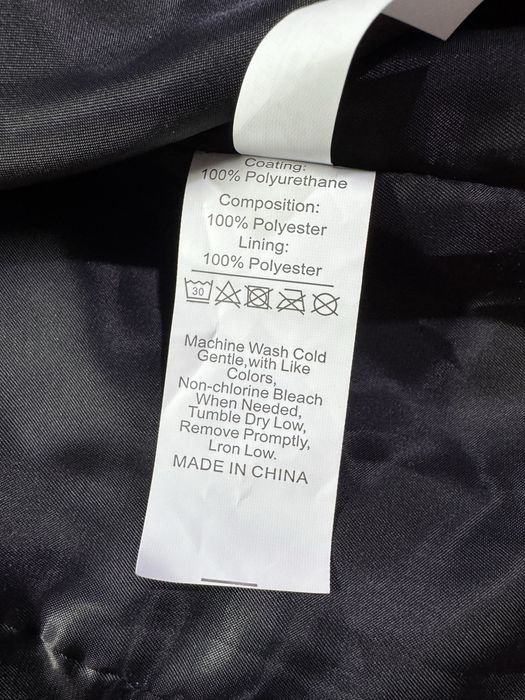 Coating:
100% Polyurethane
Composition:
100% Polyester
Lining:
100% Polyester
30
Machine Wash Cold
Gentle,with Like
Colors,
Non-chlorine Bleach
When Needed,
Tumble Dry Low,
Remove Promptly,
Lron Low.
MADE IN CHINA